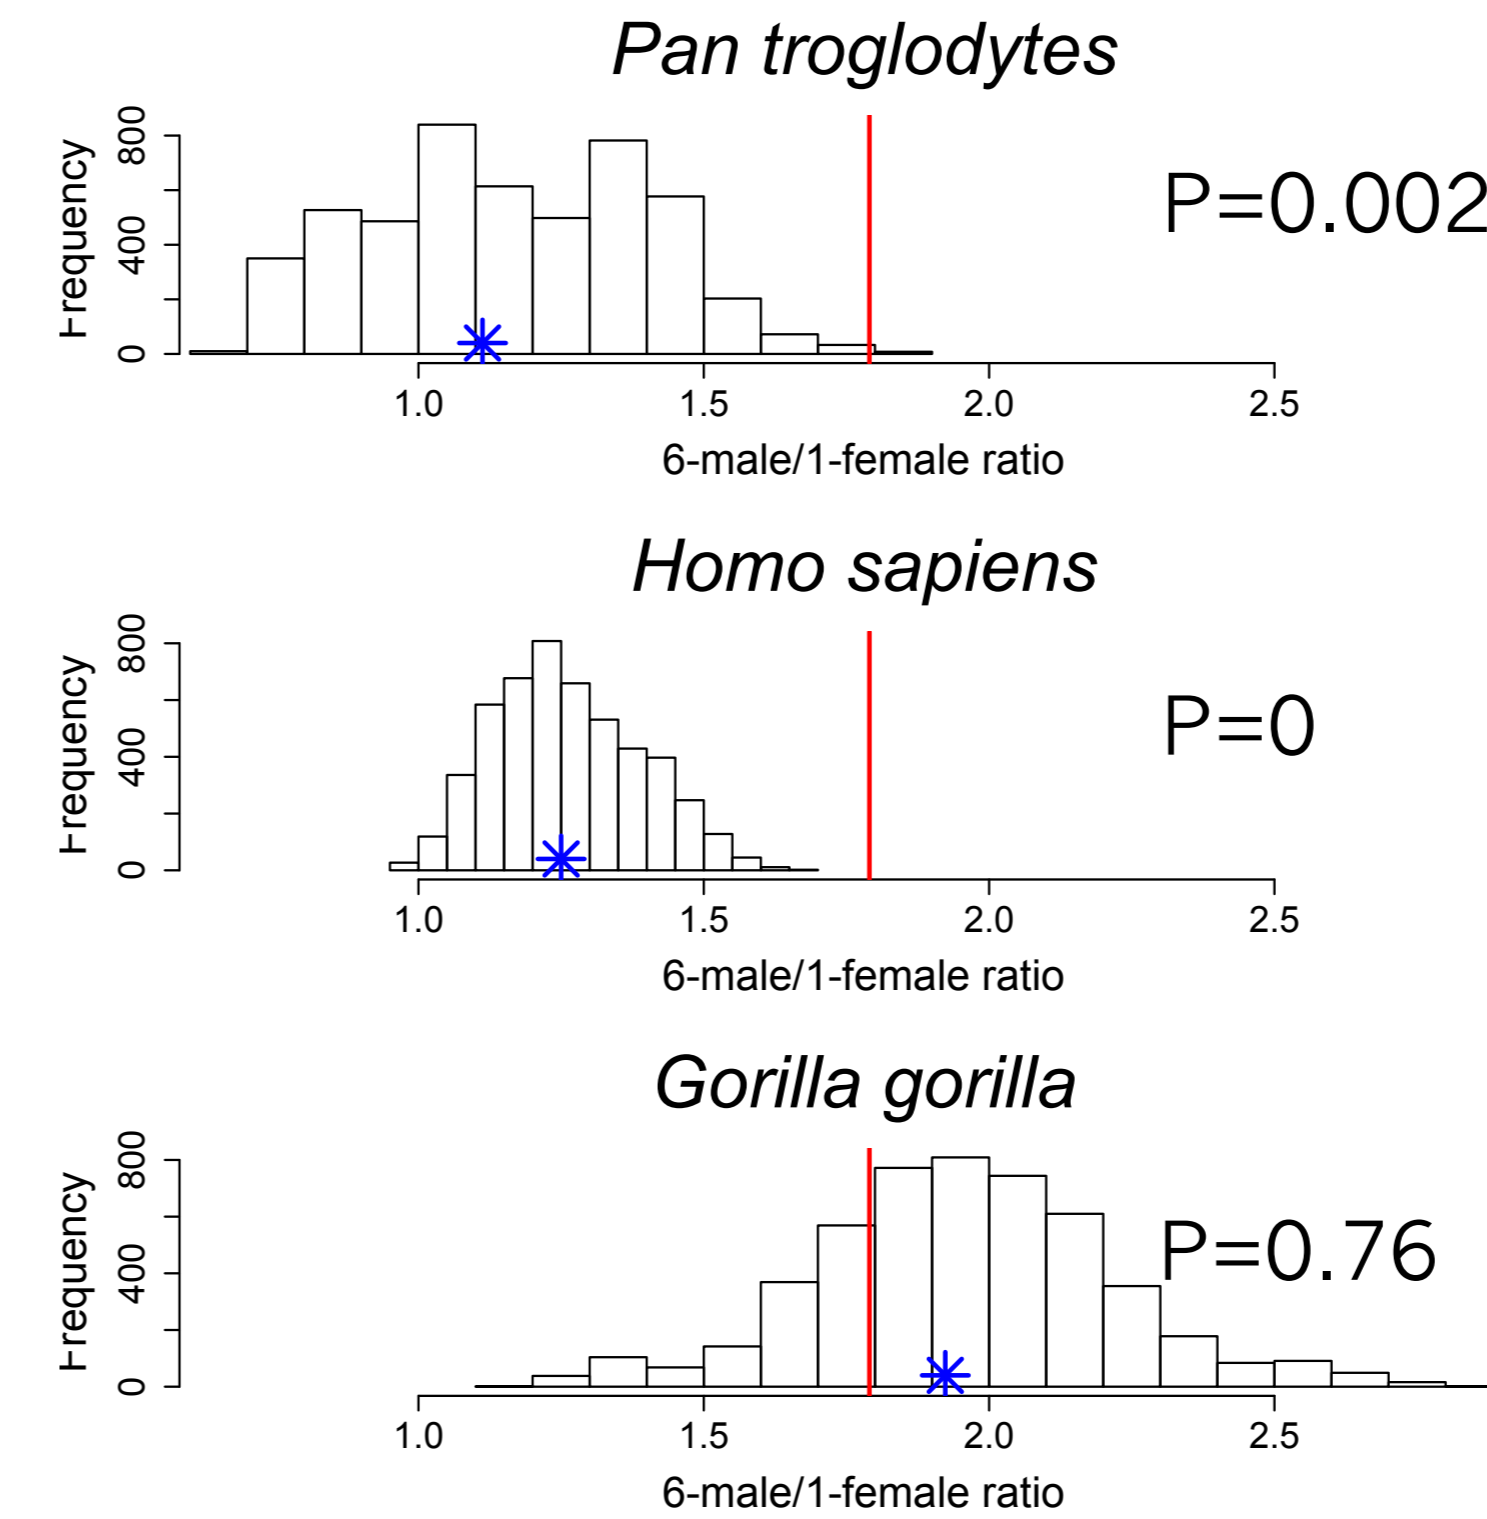 Pan troglodytes
Frequency
800
400
0
P=0.002
1.0 1.5 2.0 2.5
6-male/1-female ratio
Homo sapiens
Frequency
800
400
0
P=0
1.0 1.5 2.0 2.5
6-male/1-female ratio
Gorilla gorilla
Frequency
800
400
0
P=0.76
1.0 1.5 2.0 2.5
6-male/1-female ratio